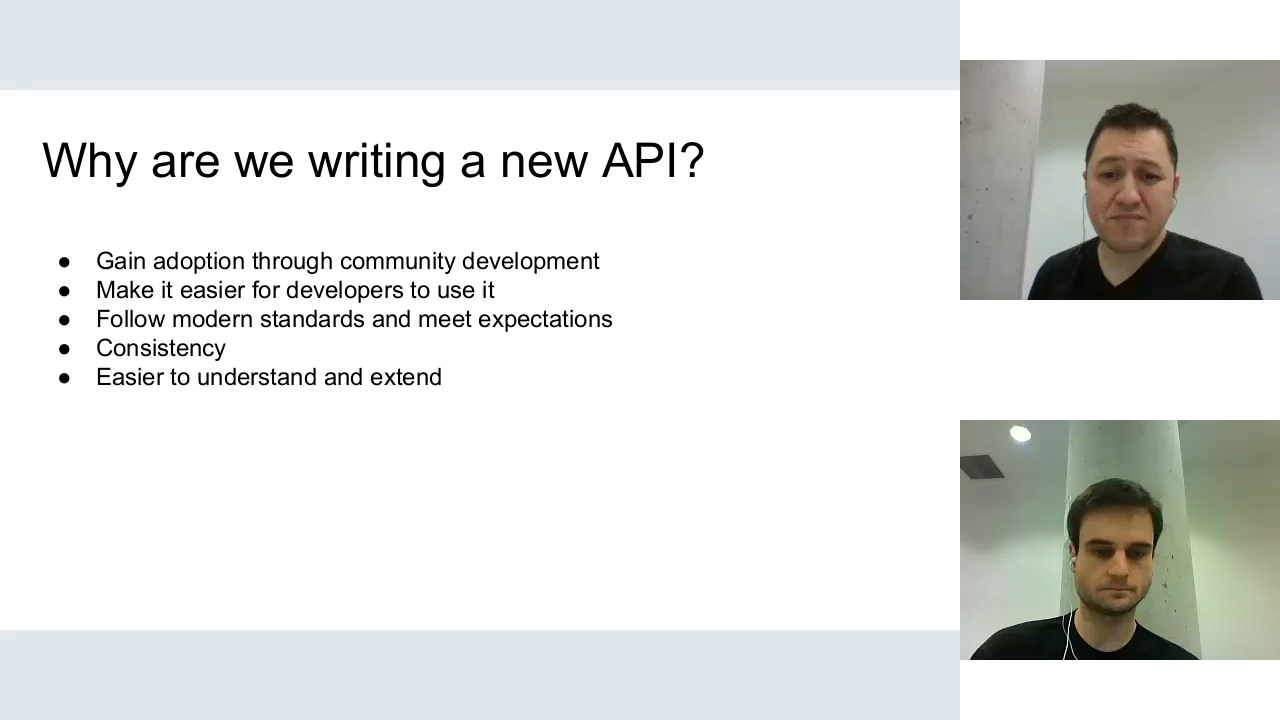 Why are we writing a new API?
● Gain adoption through community development
● Make it easier for developers to use it
● Follow modern standards and meet expectations
● Consistency
● Easier to understand and extend